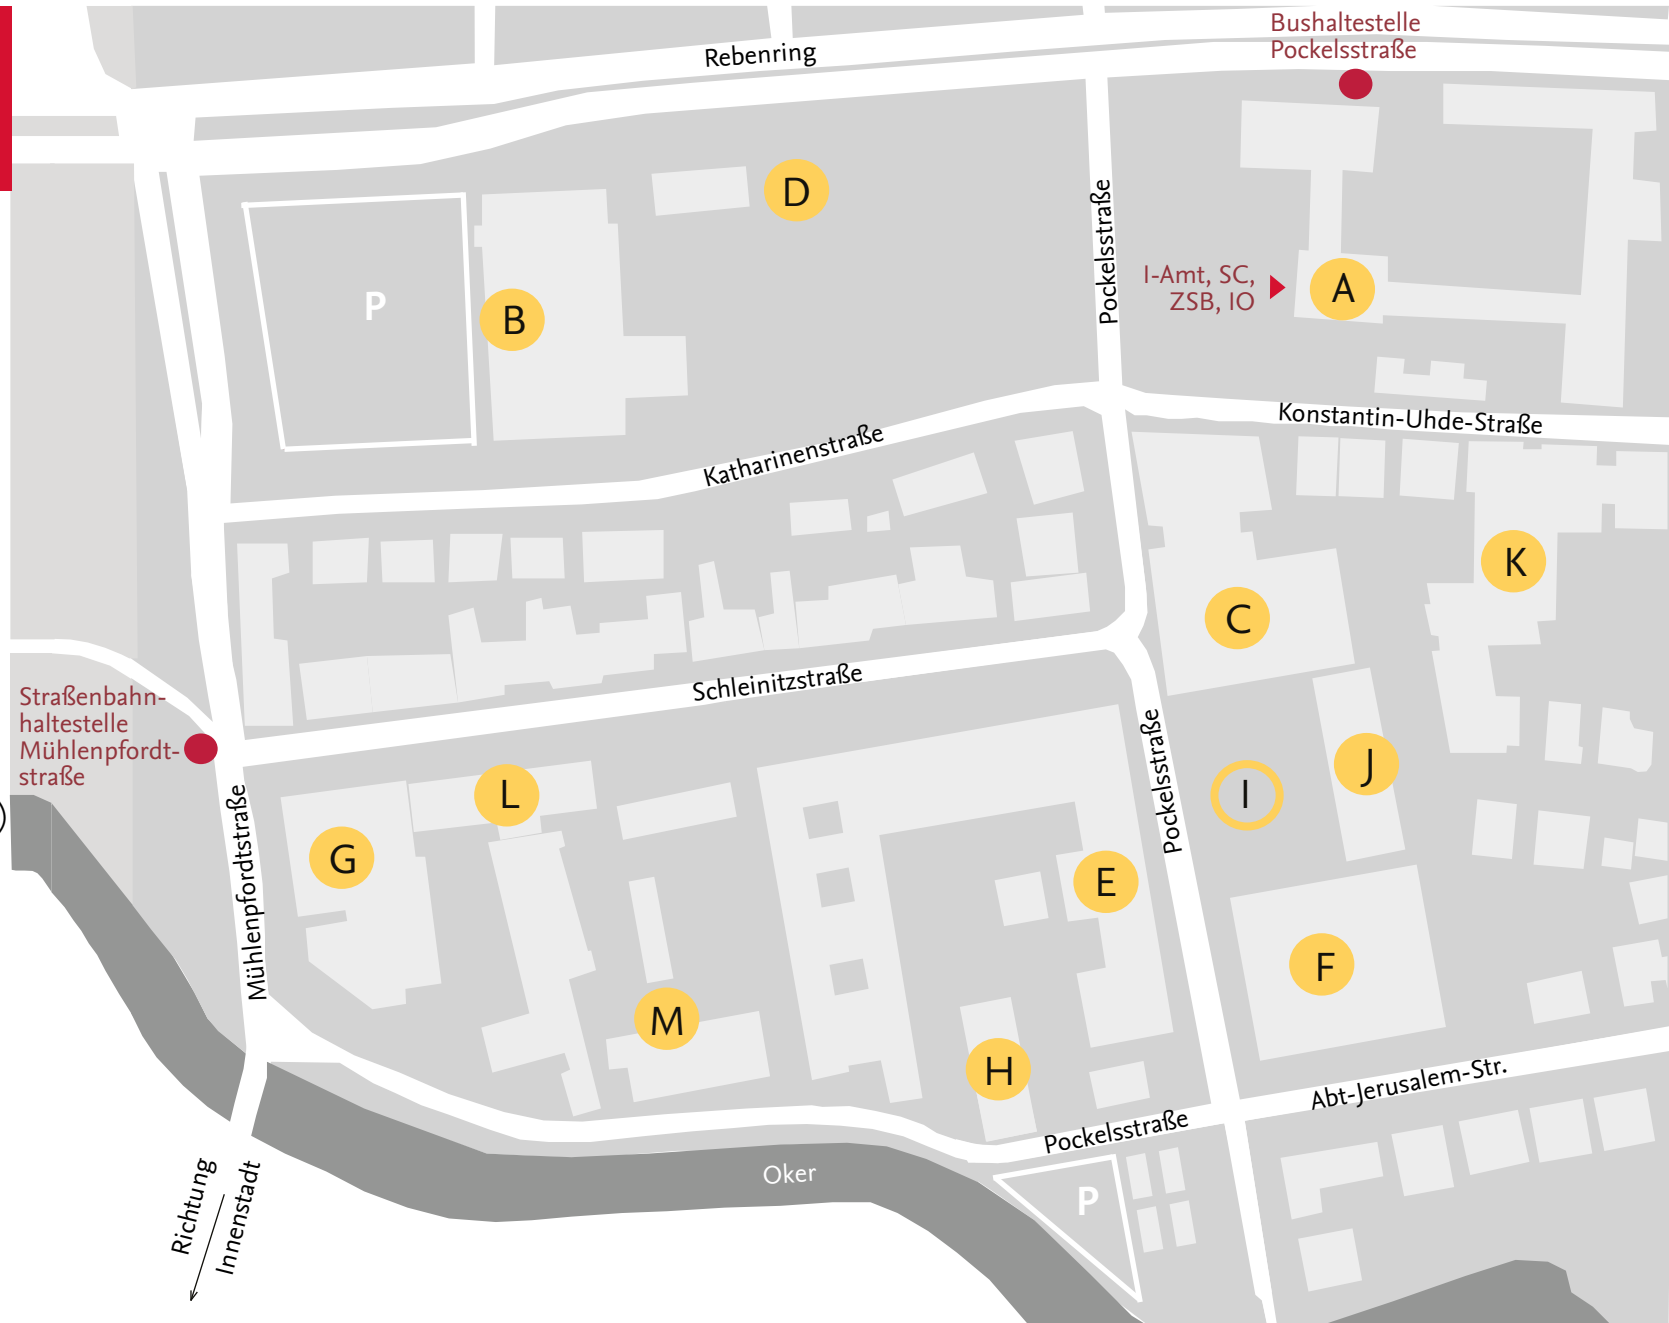 Bushaltestelle
Pockelsstraße
Rebenring
D
Pockelsstraße
I-Amt, SC,
ZSB, IO
A
P
B
Konstantin-Uhde-Straße
Katharinenstraße
K
C
Schleinitzstraße
Straßenbahn-
haltestelle
Mühlenpfordt-
straße
Pockelsstraße
J
I
L
Mühlenpfordtstraße
G
E
F
M
H
Abt-Jerusalem-Str.
Pockelsstraße
Oker
P
Richtung
Innenstadt